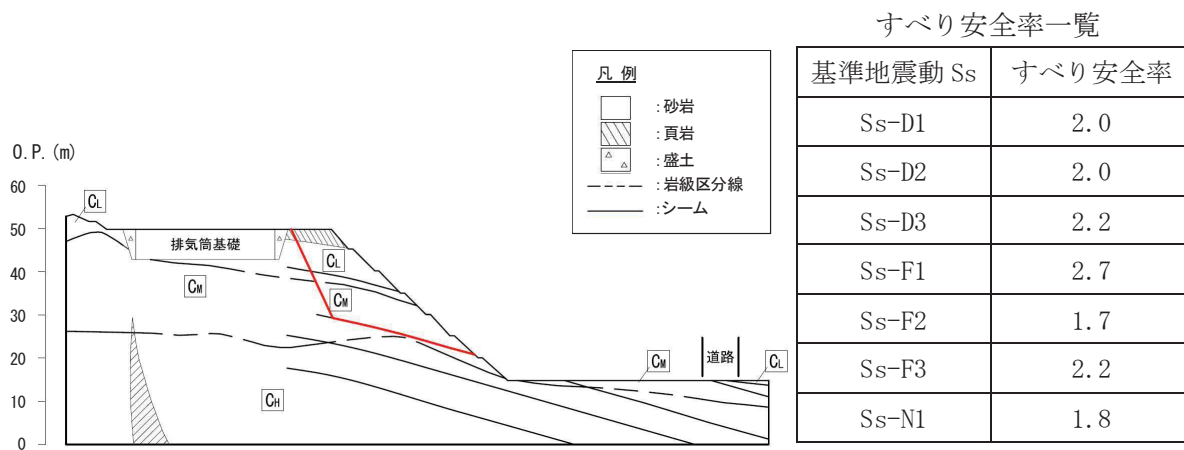 すべり安全率一覧
基準地震動 Ss すべり安全率
Ss-D1 2.0
Ss-D2 2.0
Ss-D3 2.2
Ss-F1 2.7
Ss-F2 1.7
Ss-F3 2.2
Ss-N1 1.8
凡 例
:砂岩
:頁岩
:盛土
:岩級区分線
:シーム
O.P. (m)
60
50
40
30
20
10
0
CL
排気筒基礎
CL
CM
CM
CH
CM
道路
CL